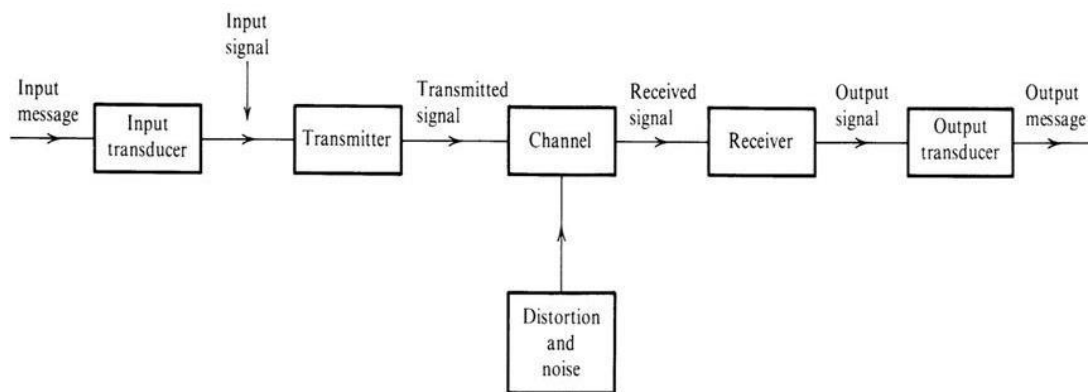 Input
signal
Input
message
Input
transducer
Transmitter
Transmitted
signal
Channel
Received
signal
Receiver
Output
signal
Output
transducer
Output
message
Distortion
and
noise